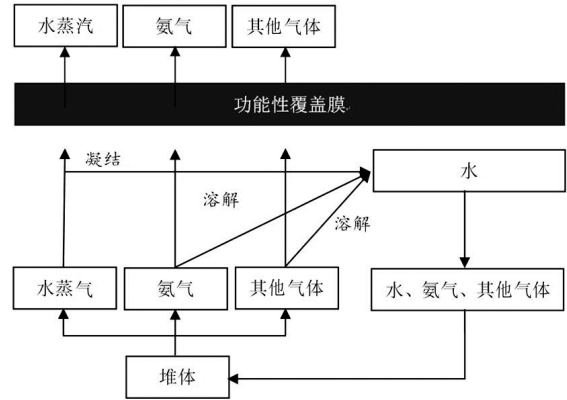 水蒸汽
氨气
其他气体
功能性覆盖膜
凝结
水
溶解
溶解
水蒸气
氨气
其他气体
水、氨气、其他气体
堆体